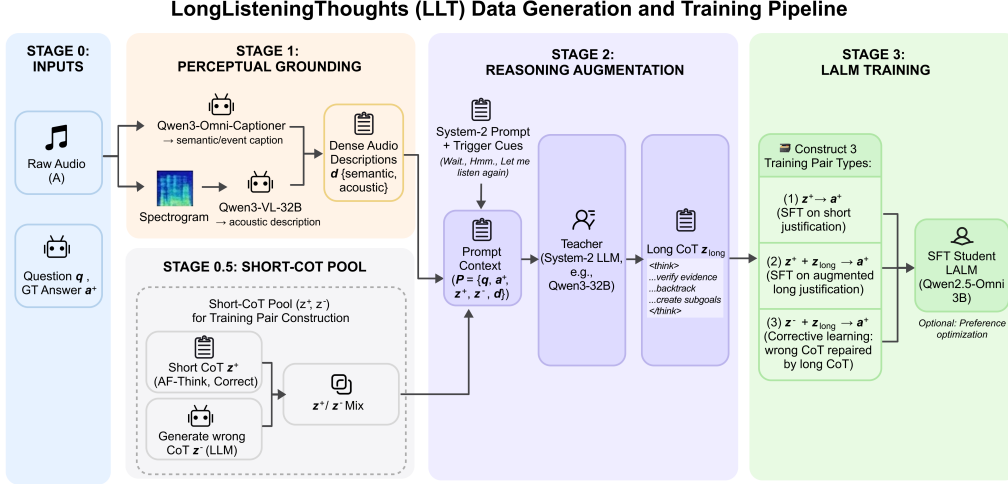 LongListeningThoughts (LLT) Data Generation and Training Pipeline
STAGE 0:
INPUTS
Raw Audio
(A)
Question q ,
GT Answer a⁺
STAGE 1:
PERCEPTUAL GROUNDING
Qwen3-Omni-Captioner
→ semantic/event caption
Spectrogram
Qwen3-VL-32B
→ acoustic description
Dense Audio
Descriptions
d {semantic,
acoustic}
STAGE 0.5: SHORT-COT POOL
Short-CoT Pool (z⁺, z⁻)
for Training Pair Construction
Short CoT z⁺
(AF-Think, Correct)
Generate wrong
CoT z⁻ (LLM)
z⁺/ z⁻ Mix
STAGE 2:
REASONING AUGMENTATION
System-2 Prompt
+ Trigger Cues
(Wait., Hmm., Let me
listen again)
Prompt
Context
(P = {q, a⁺,
z⁺, z⁻, d})
Teacher
(System-2 LLM,
e.g.,
Qwen3-32B)
Long CoT z_long
<think>
...verify evidence
...backtrack
...create subgoals
</think>
STAGE 3:
LALM TRAINING
Construct 3
Training Pair Types:
(1) z⁺→ a⁺
(SFT on short
justification)
(2) z⁺ + z_long → a⁺
(SFT on augmented
long justification)
(3) z⁻ + z_long → a⁺
(Corrective learning:
wrong CoT repaired
by long CoT)
SFT Student
LALM
(Qwen2.5-Omni
3B)
Optional: Preference
optimization